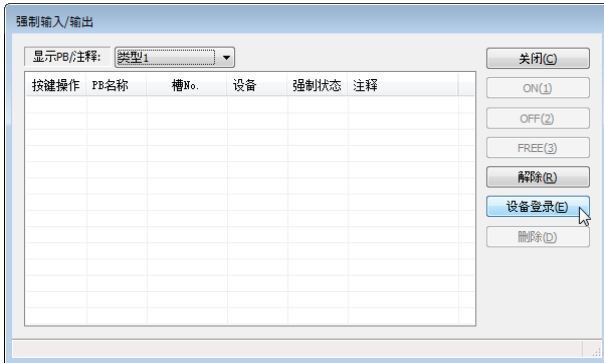 强制输入/输出
显示PB/注释: 类型1
关闭(C)
按键操作 PB名称 槽No. 设备 强制状态 注释
ON(1)
OFF(2)
FREE(3)
解除(R)
设备登录(E)
删除(D)